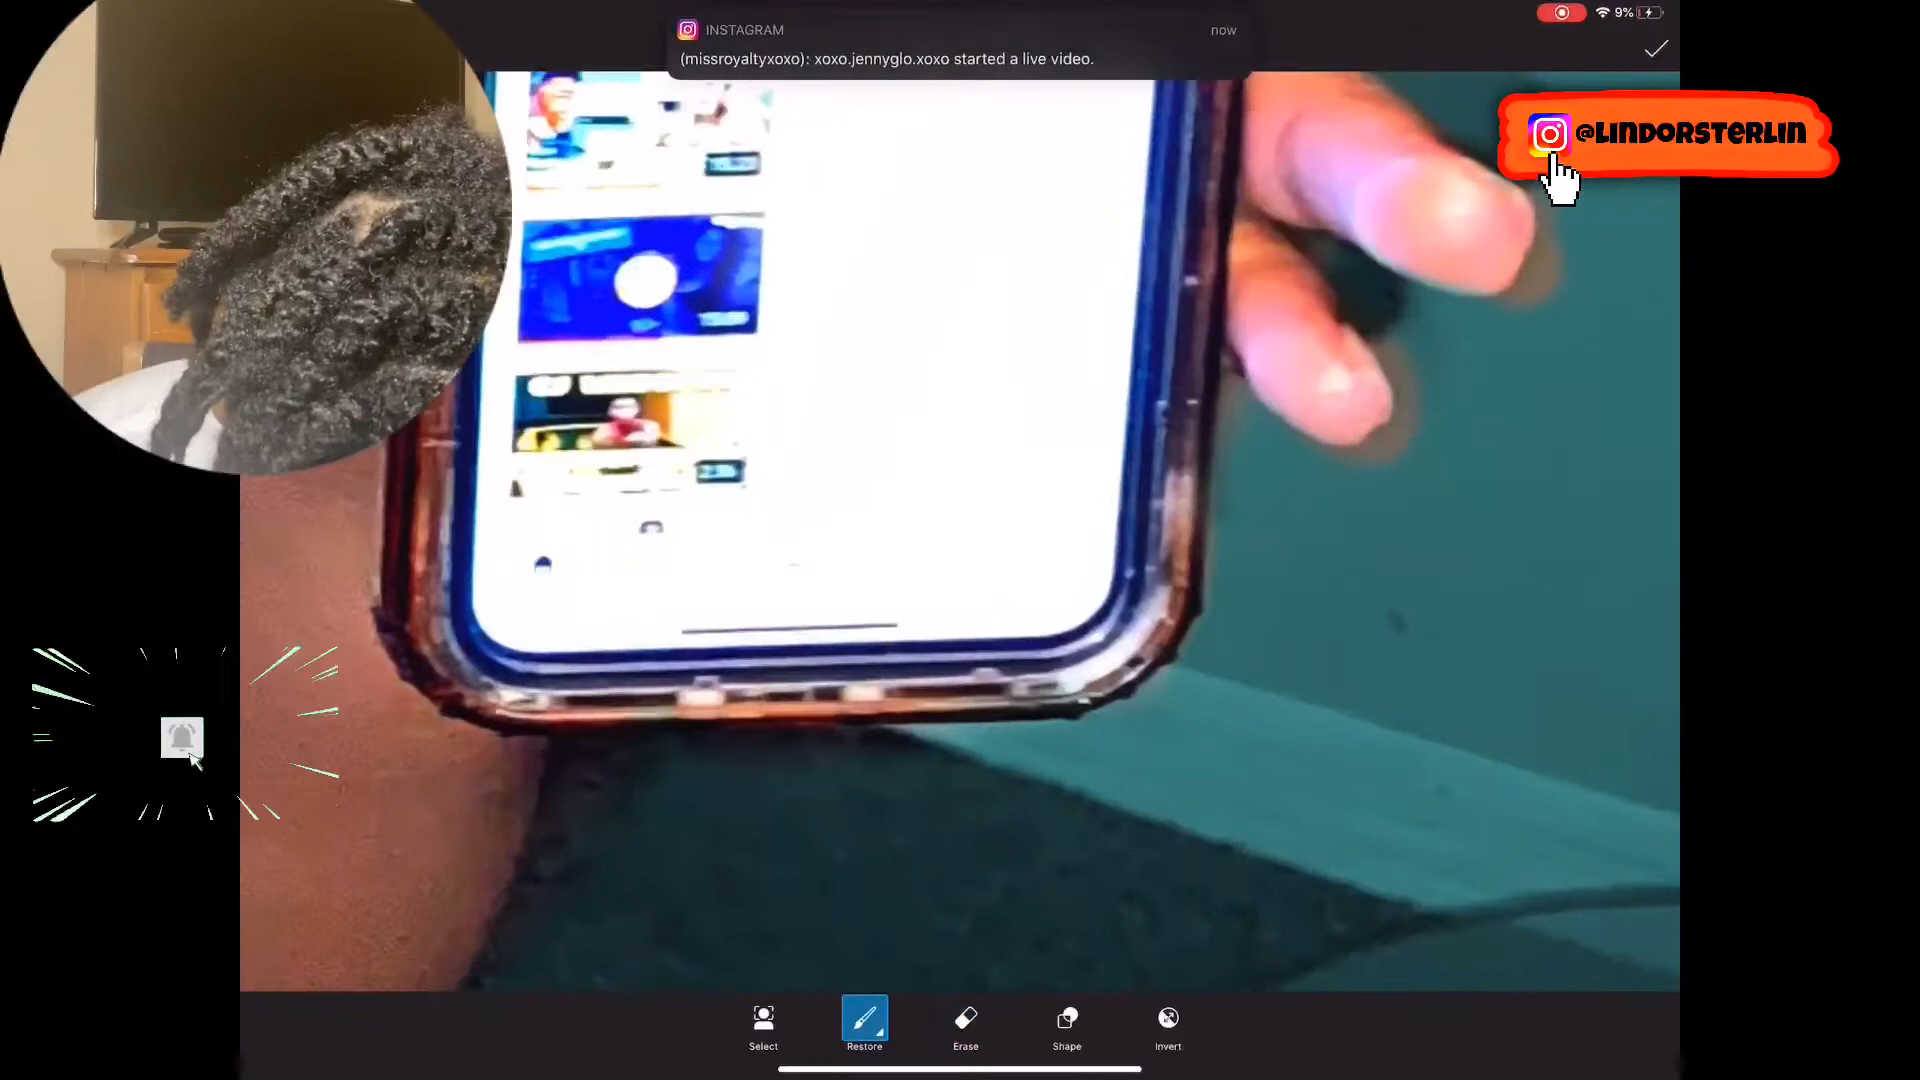 INSTAGRAM
now
(missroyaltyxoxo): xoxo.jennyglo.xoxo started a live video.
9%
@LINDORSTERLIN
Select
Restore
Erase
Shape
Invert